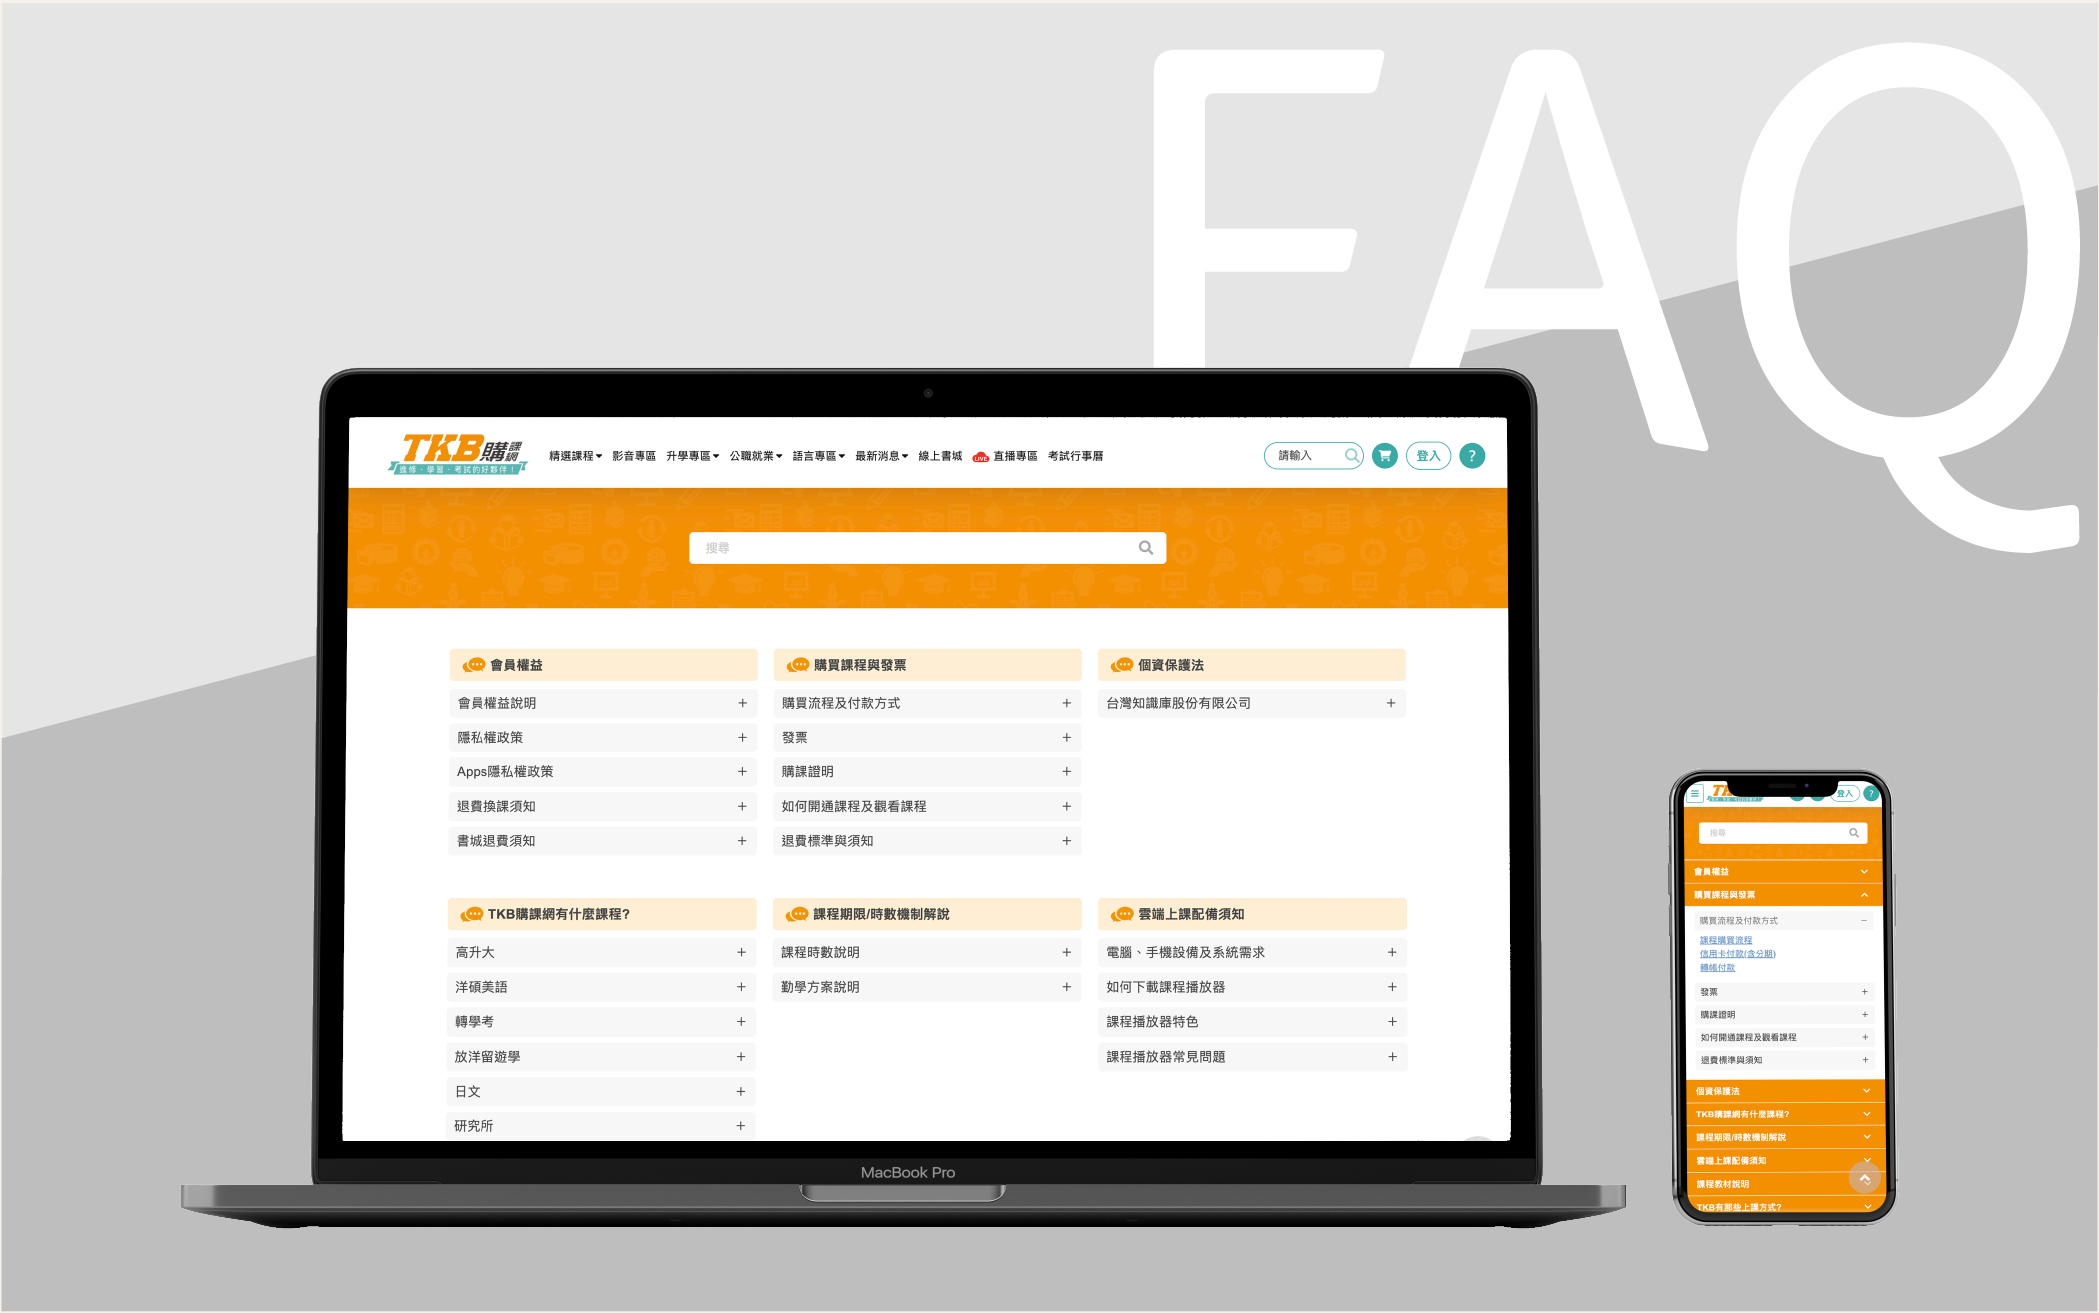 FAQ
TKB購課網
進修・學習・考試的好夥伴！
精選課程 影音專區 升學專區 公職就業 語言專區 最新消息 線上書城 LIVE 直播專區 考試行事曆
請輸入 登入 ?
搜尋
會員權益
會員權益說明 +
隱私權政策 +
Apps隱私權政策 +
退費換課須知 +
書城退費須知 +
購買課程與發票
購買流程及付款方式 +
發票 +
購課證明 +
如何開通課程及觀看課程 +
退費標準與須知 +
個資保護法
台灣知識庫股份有限公司 +
TKB購課網有什麼課程?
高升大 +
洋碩美語 +
轉學考 +
放洋留遊學 +
日文 +
研究所 +
課程期限/時數機制解說
課程時數說明 +
勤學方案說明 +
雲端上課配備須知
電腦、手機設備及系統需求 +
如何下載課程播放器 +
課程播放器特色 +
課程播放器常見問題 +
MacBook Pro
登入 ?
搜尋
會員權益
購買課程與發票
購買流程及付款方式 −
課程購買流程
信用卡付款(含分期)
轉帳付款
發票 +
購課證明 +
如何開通課程及觀看課程 +
退費標準與須知 +
個資保護法
TKB購課網有什麼課程?
課程期限/時數機制解說
雲端上課配備須知
課程教材說明
TKB有那些上課方式?